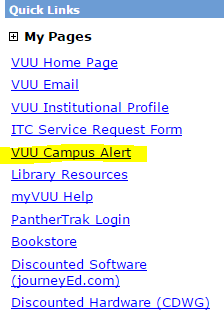 Quick Links
My Pages
VUU Home Page
VUU Email
VUU Institutional Profile
ITC Service Request Form
VUU Campus Alert
Library Resources
myVUU Help
PantherTrak Login
Bookstore
Discounted Software
(journeyEd.com)
Discounted Hardware (CDWG)